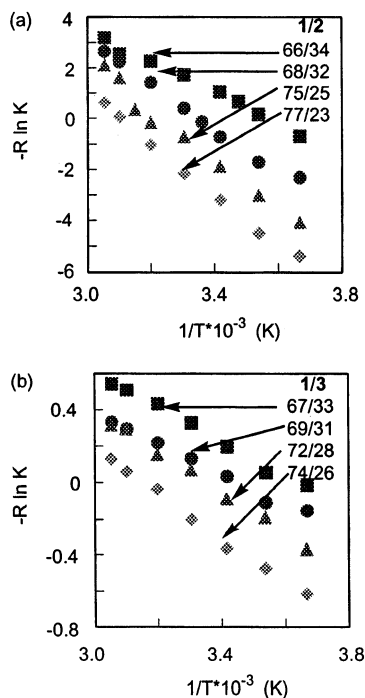 (a)
1/2
66/34
68/32
75/25
77/23
4
2
0
-2
-4
-6
-R ln K
3.0 3.4 3.8
1/T*10⁻³ (K)
(b)
1/3
67/33
69/31
72/28
74/26
0.4
0
-0.4
-0.8
-R ln K
3.0 3.4 3.8
1/T*10⁻³ (K)